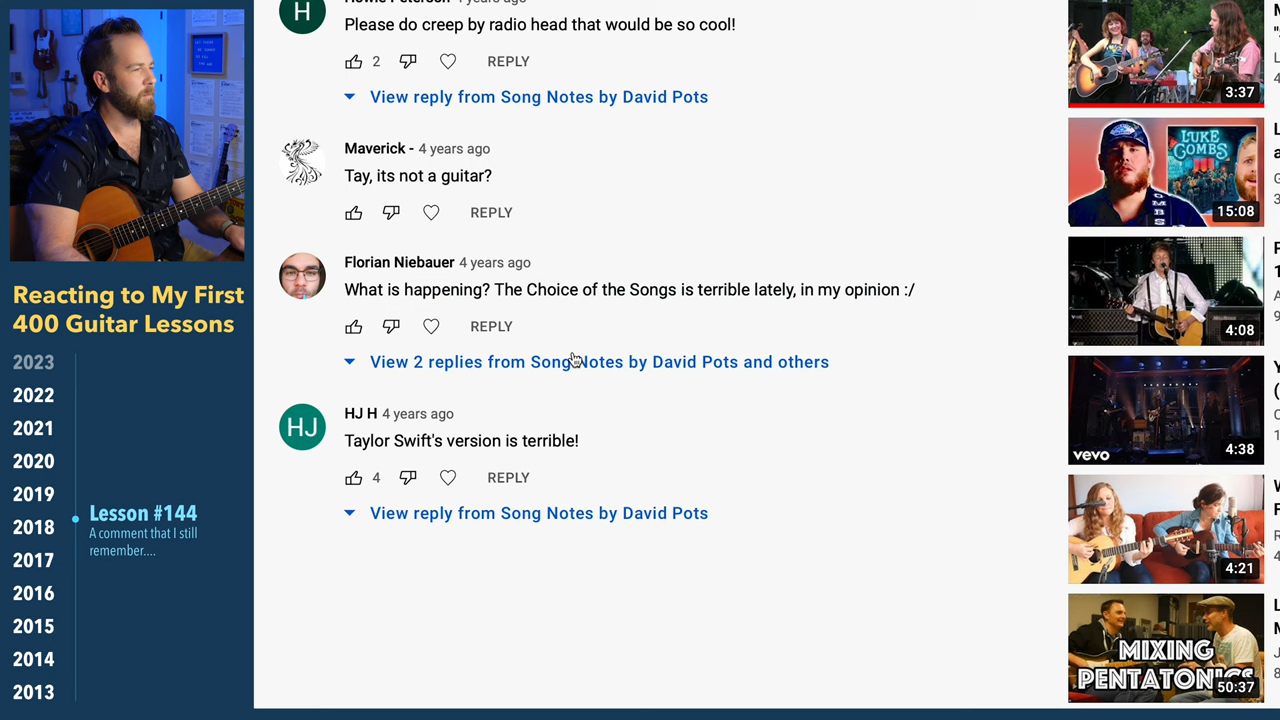 Reacting to My First
400 Guitar Lessons
2023
2022
2021
2020
2019
2018
2017
2016
2015
2014
2013
Lesson #144
A comment that I still
remember....
H
4 years ago
Please do creep by radio head that would be so cool!
2
REPLY
View reply from Song Notes by David Pots
Maverick - 4 years ago
Tay, its not a guitar?
REPLY
Florian Niebauer 4 years ago
What is happening? The Choice of the Songs is terrible lately, in my opinion :/
REPLY
View 2 replies from Song Notes by David Pots and others
HJ
HJ H 4 years ago
Taylor Swift's version is terrible!
4
REPLY
View reply from Song Notes by David Pots
3:37
LUKE
COMBS
15:08
4:08
vevo
4:38
4:21
MIXING
PENTATONICS
50:37